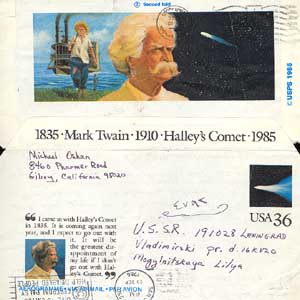 ② Second fold
© USPS 1985
1835 · Mark Twain · 1910 · Halley's Comet · 1985
Michael
8460 Pharmer Road
Gilroy, California 95020
“ I came in with Halley's Comet
in 1835. It is coming again next
year, and I expect to go out with
it. It will be
the greatest dis-
appointment of
my life if I don't
go out with
Halley's Comet.
USA 36
U.S.S.R. 191028 LENINGRAD
Vladimirski pr. d. 16 kv 20
Mogilnitskaya Lilya
AEROGRAMME • VIA AIRMAIL • PAR AVION